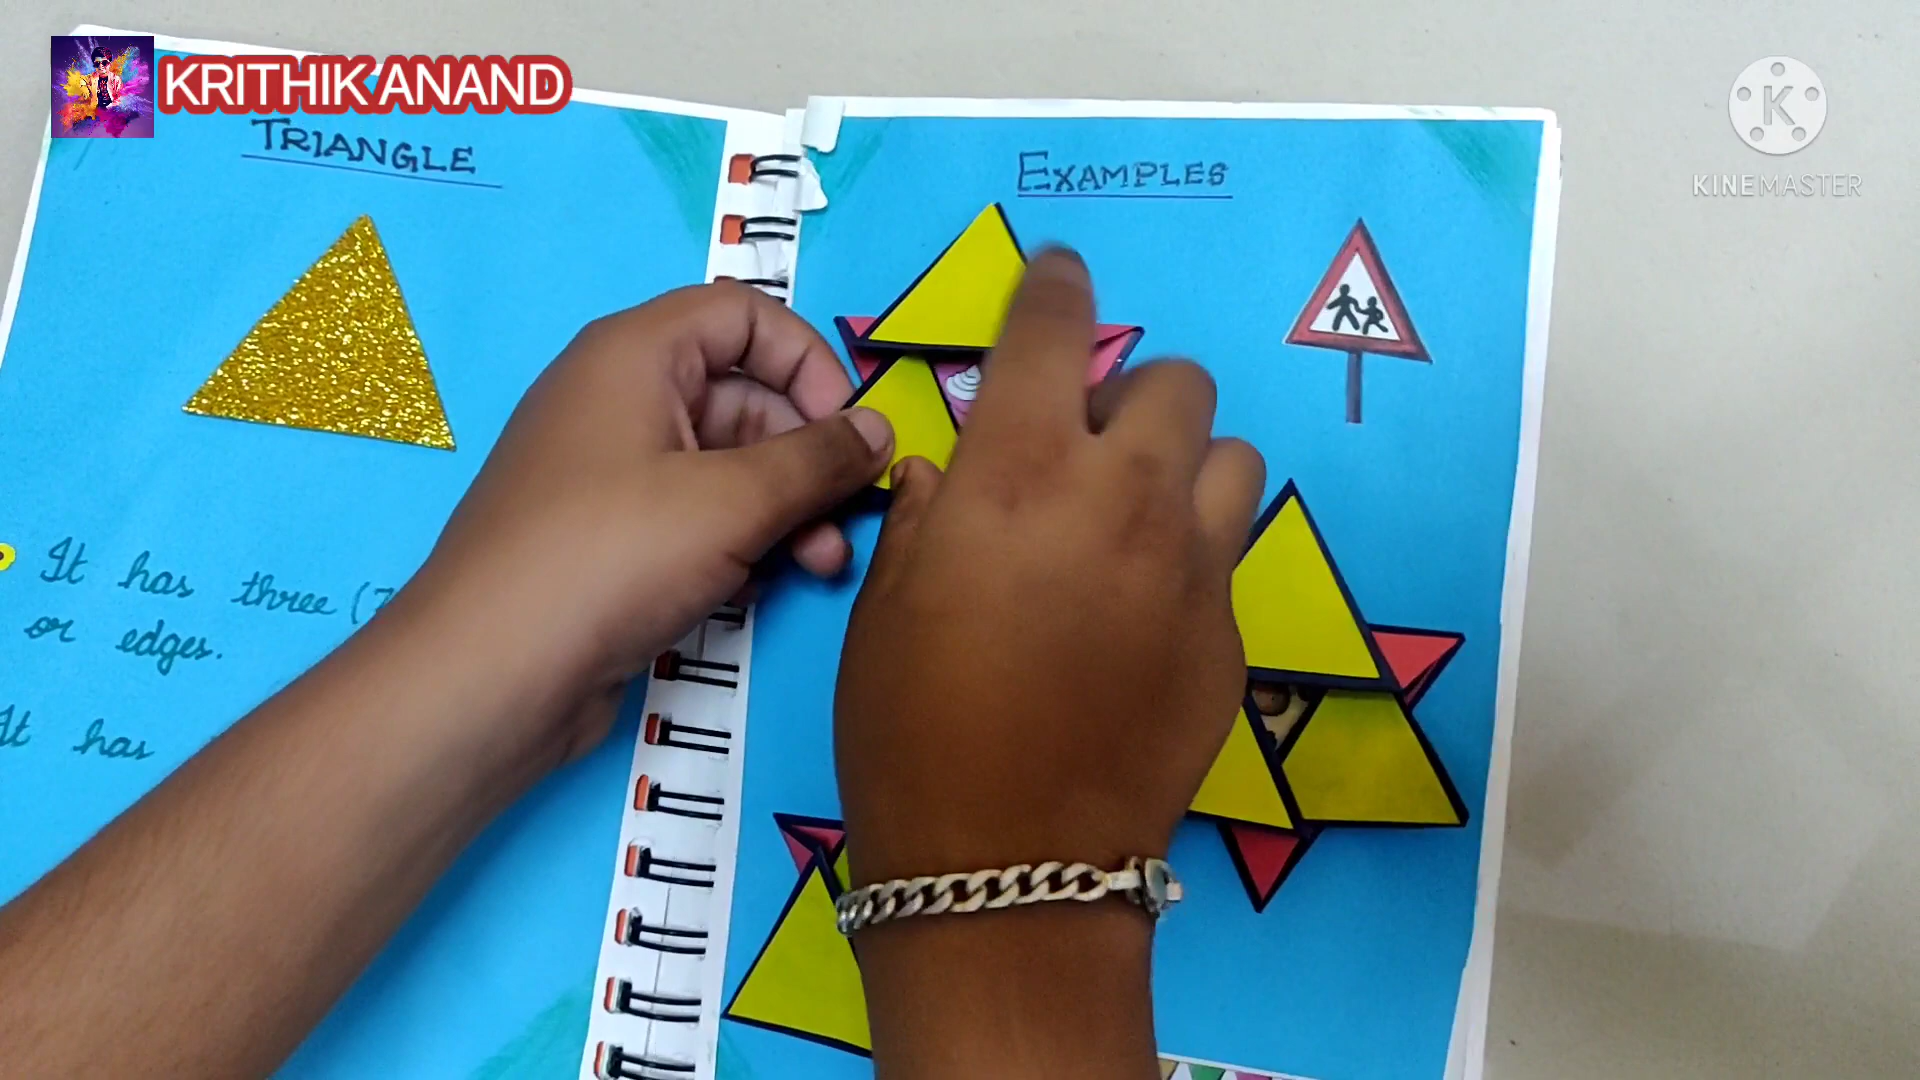 KRITHIK ANAND
K
KINEMASTER
TRIANGLE
EXAMPLES
It has three (
or edges.
It has